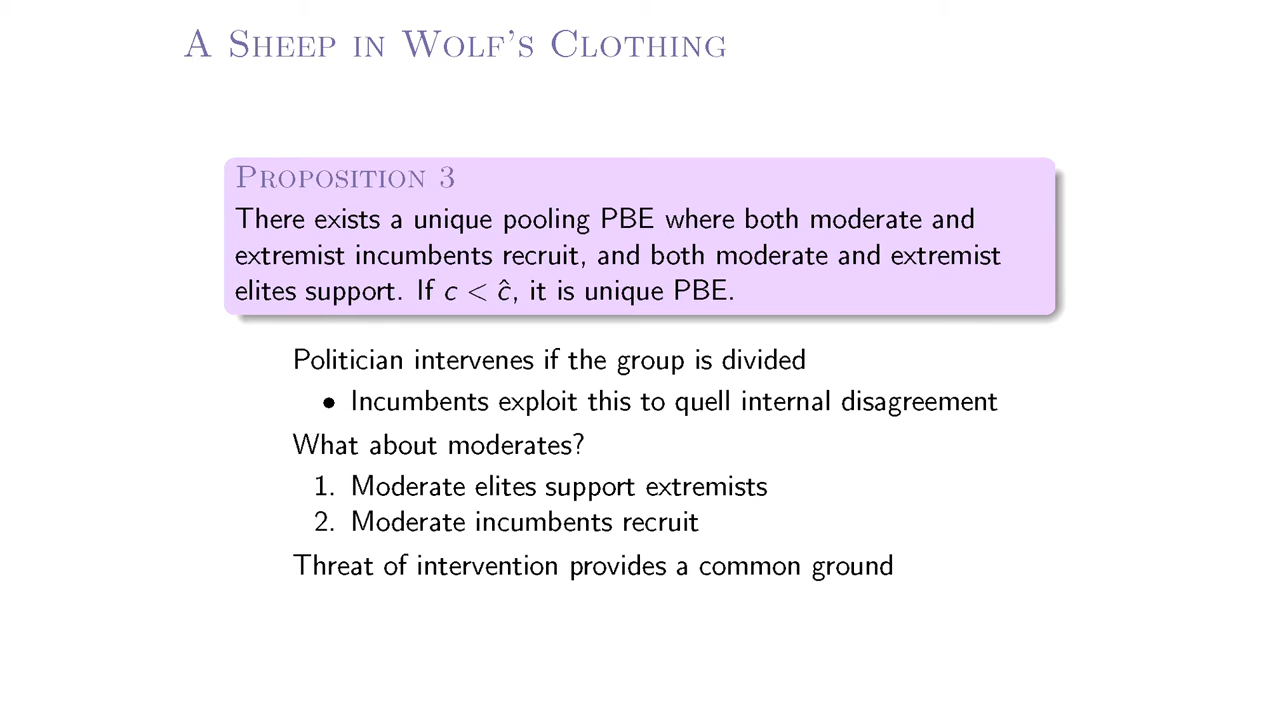 A Sheep in Wolf's Clothing
Proposition 3
There exists a unique pooling PBE where both moderate and
extremist incumbents recruit, and both moderate and extremist
elites support. If c < ĉ, it is unique PBE.
Politician intervenes if the group is divided
• Incumbents exploit this to quell internal disagreement
What about moderates?
1. Moderate elites support extremists
2. Moderate incumbents recruit
Threat of intervention provides a common ground